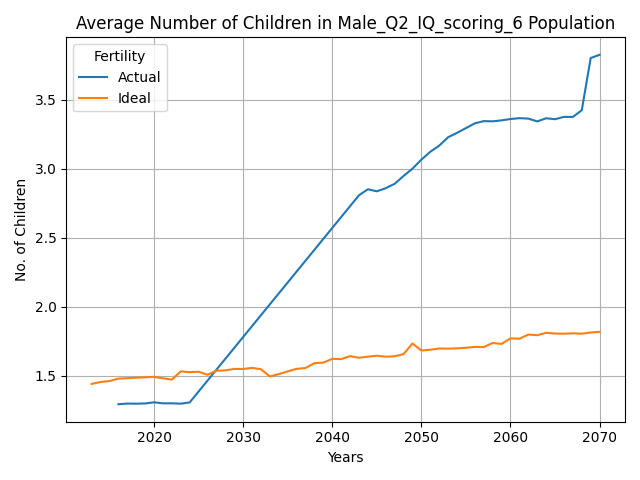 Average Number of Children in Male_Q2_IQ_scoring_6 Population
Fertility
Actual
Ideal
No. of Children
3.5
3.0
2.5
2.0
1.5
2020 2030 2040 2050 2060 2070
Years